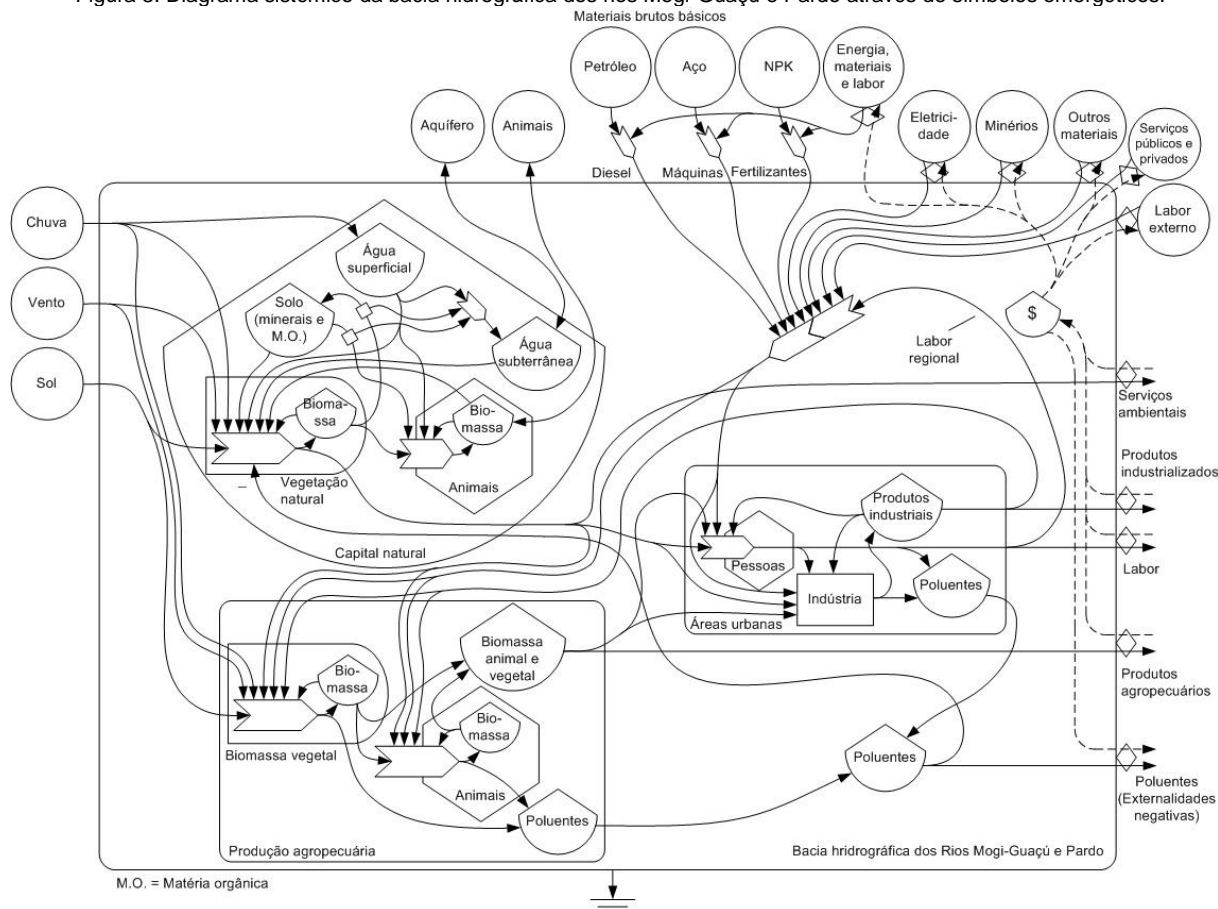 Figura 3. Diagrama sistêmico da bacia hidrográfica dos rios Mogi-Guaçú e Pardo através de símbolos emergéticos.
Materiais brutos básicos
Petróleo
Aço
NPK
Energia,
materiais
e labor
Aquífero
Animais
Eletrici-
dade
Minérios
Outros
materiais
Serviços
públicos e
privados
Diesel
Máquinas
Fertilizantes
Labor
externo
Chuva
Vento
Sol
Água
superficial
Solo
(minerais e
M.O.)
Água
subterrânea
$
Labor
regional
Bioma-
ssa
Bio-
massa
Vegetação
natural
Animais
Capital natural
Serviços
ambientais
Produtos
industrializados
Produtos
industriais
Pessoas
Indústria
Poluentes
Áreas urbanas
Labor
Biomassa
animal e
vegetal
Produtos
agropecuários
Bio-
massa
Biomassa vegetal
Bio-
massa
Animais
Poluentes
Produção agropecuária
Poluentes
Poluentes
(Externalidades
negativas)
Bacia hridrográfica dos Rios Mogi-Guaçú e Pardo
M.O. = Matéria orgânica